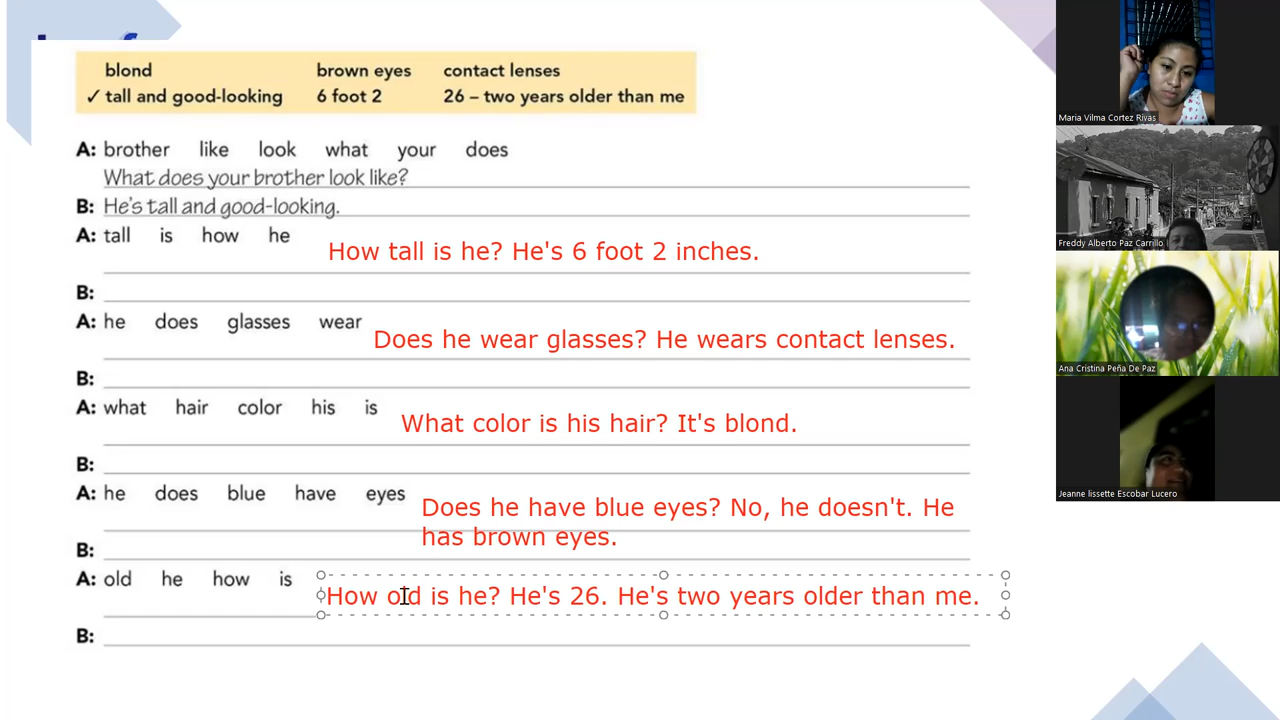 blond brown eyes contact lenses
✓ tall and good-looking 6 foot 2 26 – two years older than me
A: brother like look what your does
What does your brother look like?
B: He's tall and good-looking.
A: tall is how he
How tall is he? He's 6 foot 2 inches.
B:
A: he does glasses wear
Does he wear glasses? He wears contact lenses.
B:
A: what hair color his is
What color is his hair? It's blond.
B:
A: he does blue have eyes
Does he have blue eyes? No, he doesn't. He
has brown eyes.
B:
A: old he how is
How old is he? He's 26. He's two years older than me.
B:
Maria Vilma Cortez Rivas
Freddy Alberto Paz Carrillo
Ana Cristina Peña De Paz
Jeanne lissette Escobar Lucero